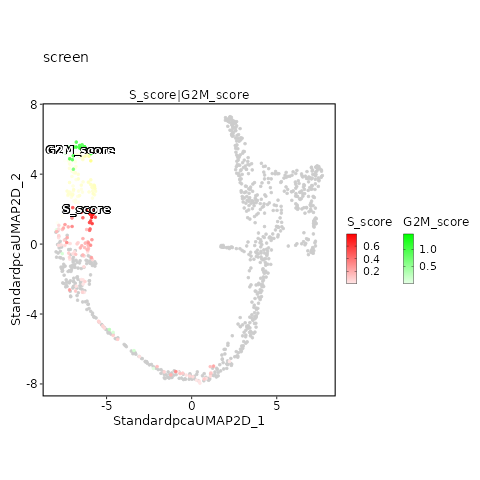 screen
S_score|G2M_score
G2M_score
S_score
8
4
0
-4
-8
StandardpcaUMAP2D_2
-5
0
5
StandardpcaUMAP2D_1
S_score
0.6
0.4
0.2
G2M_score
1.0
0.5